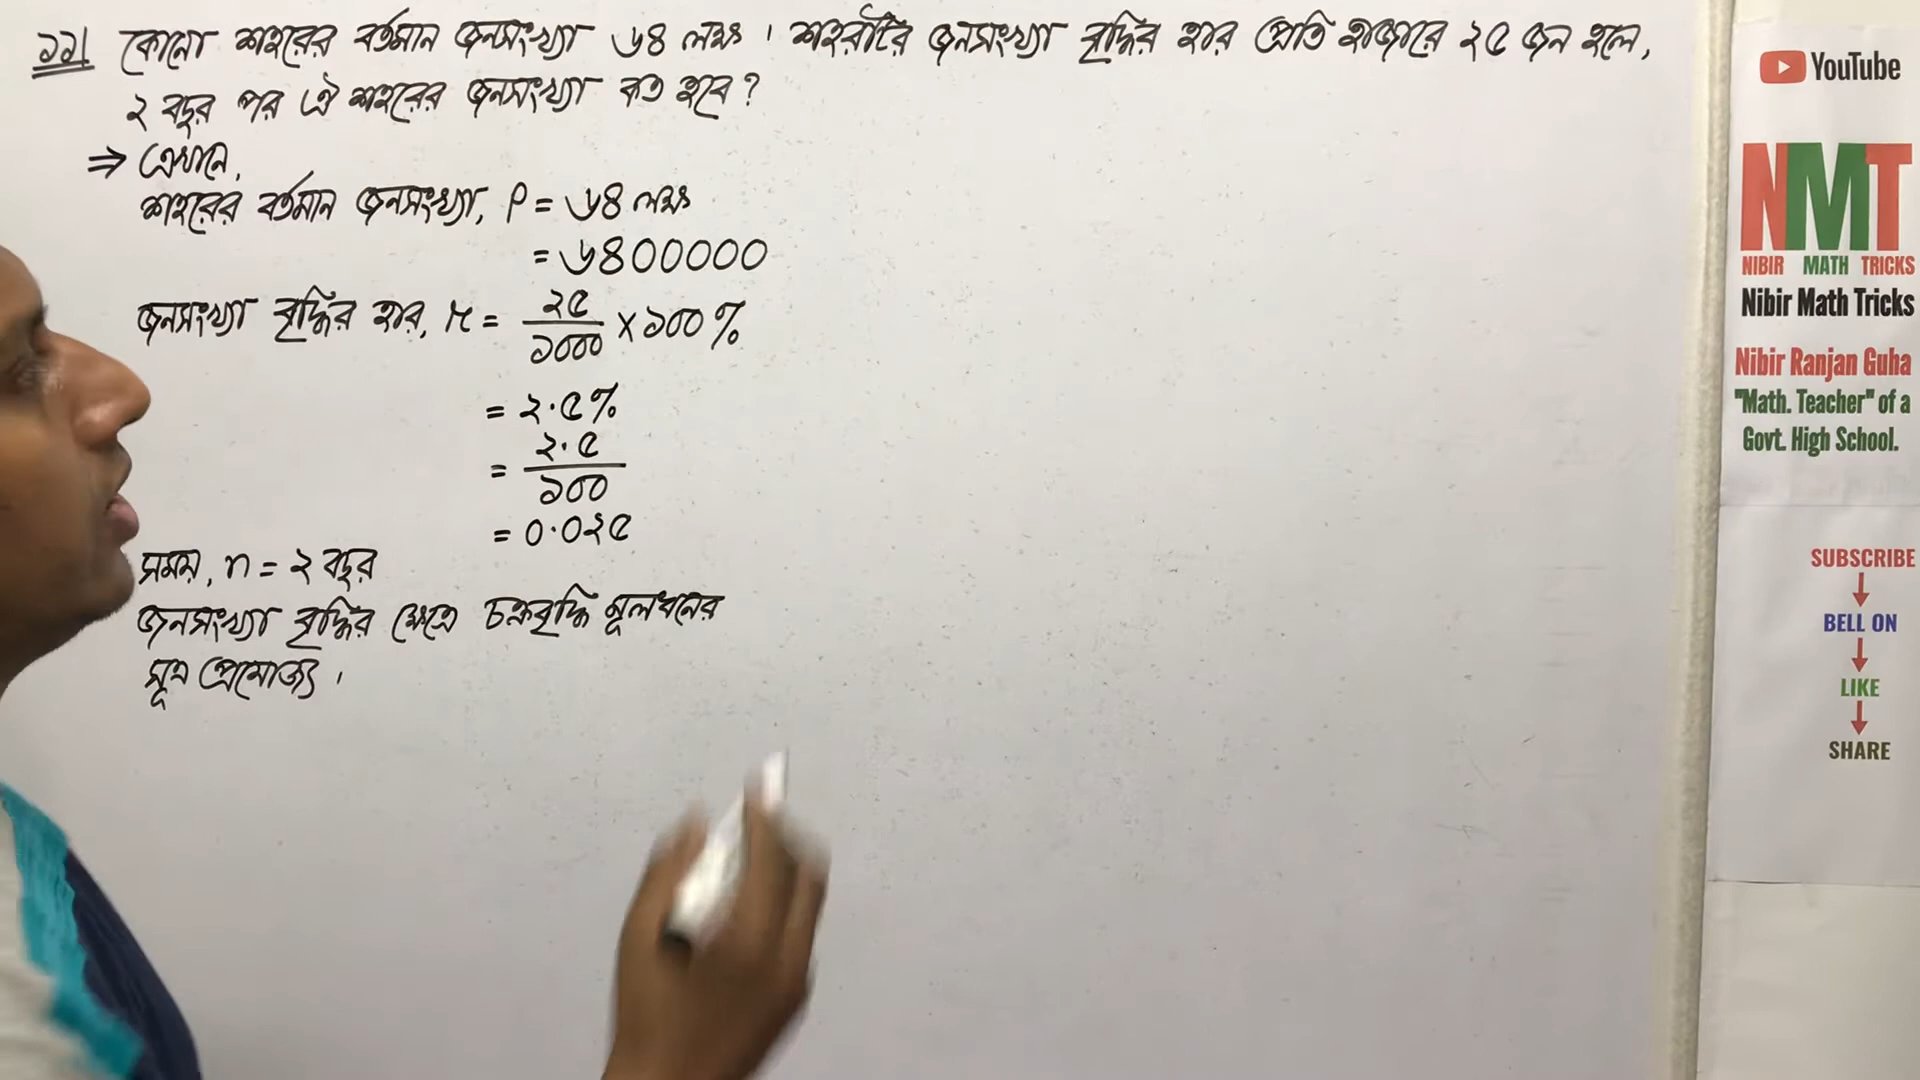 ১১। কোনো শহরের বর্তমান জনসংখ্যা ৬৪ লক্ষ । শহরটির জনসংখ্যা বৃদ্ধির হার প্রতি হাজারে ২৫ জন হলে,
২ বছর পর ঐ শহরের জনসংখ্যা কত হবে ?
⇒ এখানে,
শহরের বর্তমান জনসংখ্যা, P = ৬৪ লক্ষ
= ৬৪০০০০০
জনসংখ্যা বৃদ্ধির হার, r = ২৫/১০০০ × ১০০ %
= ২.৫%
= ২.৫/১০০
= ০.০২৫
সময়, n = ২ বছর
জনসংখ্যা বৃদ্ধির ক্ষেত্রে চক্রবৃদ্ধি মূলধনের
সূত্র প্রযোজ্য ।
YouTube
NMT
NIBIR MATH TRICKS
Nibir Math Tricks
Nibir Ranjan Guha
"Math. Teacher" of a
Govt. High School.
SUBSCRIBE
BELL ON
LIKE
SHARE